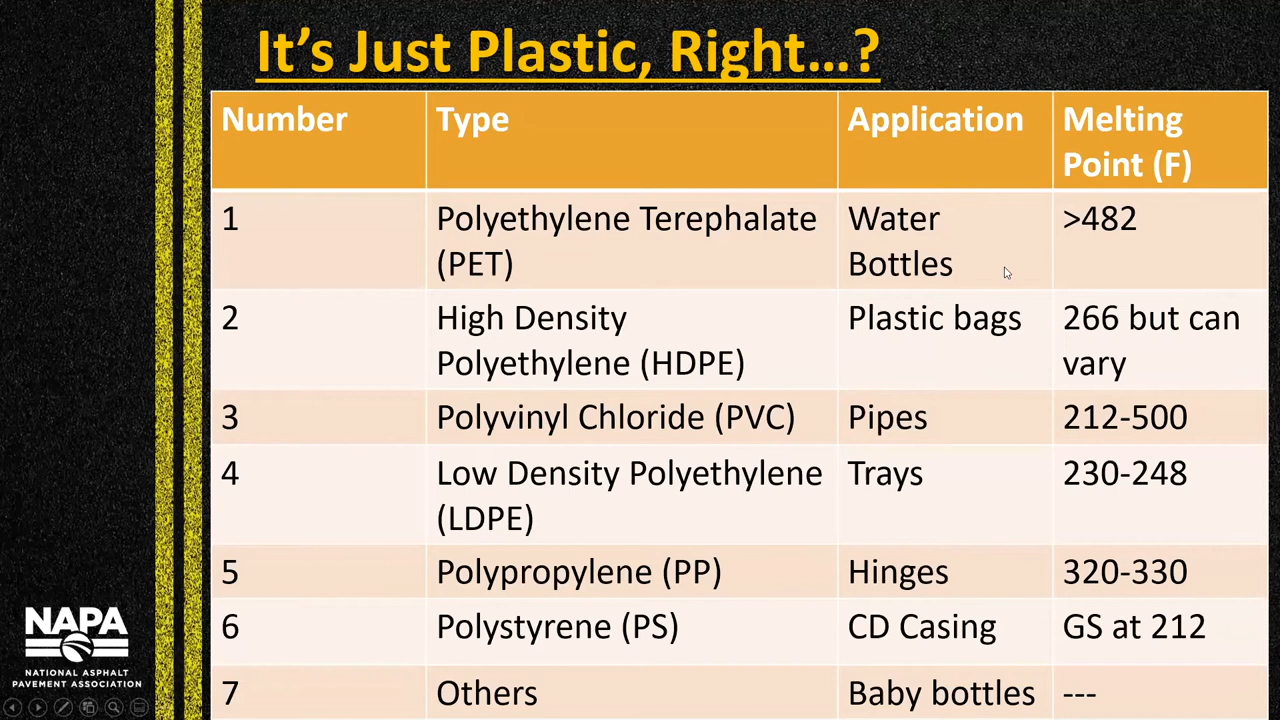 It's Just Plastic, Right...?
Number Type Application Melting
Point (F)
1 Polyethylene Terephalate Water >482
(PET) Bottles
2 High Density Plastic bags 266 but can
Polyethylene (HDPE) vary
3 Polyvinyl Chloride (PVC) Pipes 212-500
4 Low Density Polyethylene Trays 230-248
(LDPE)
5 Polypropylene (PP) Hinges 320-330
6 Polystyrene (PS) CD Casing GS at 212
7 Others Baby bottles ---
NAPA
NATIONAL ASPHALT
PAVEMENT ASSOCIATION